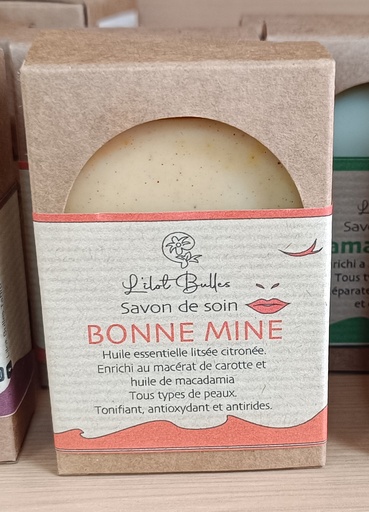 L'ilot Bulles
Savon de soin
BONNE MINE
Huile essentielle litsée citronée.
Enrichi au macérat de carotte et
huile de macadamia
Tous types de peaux.
Tonifiant, antioxydant et antirides.